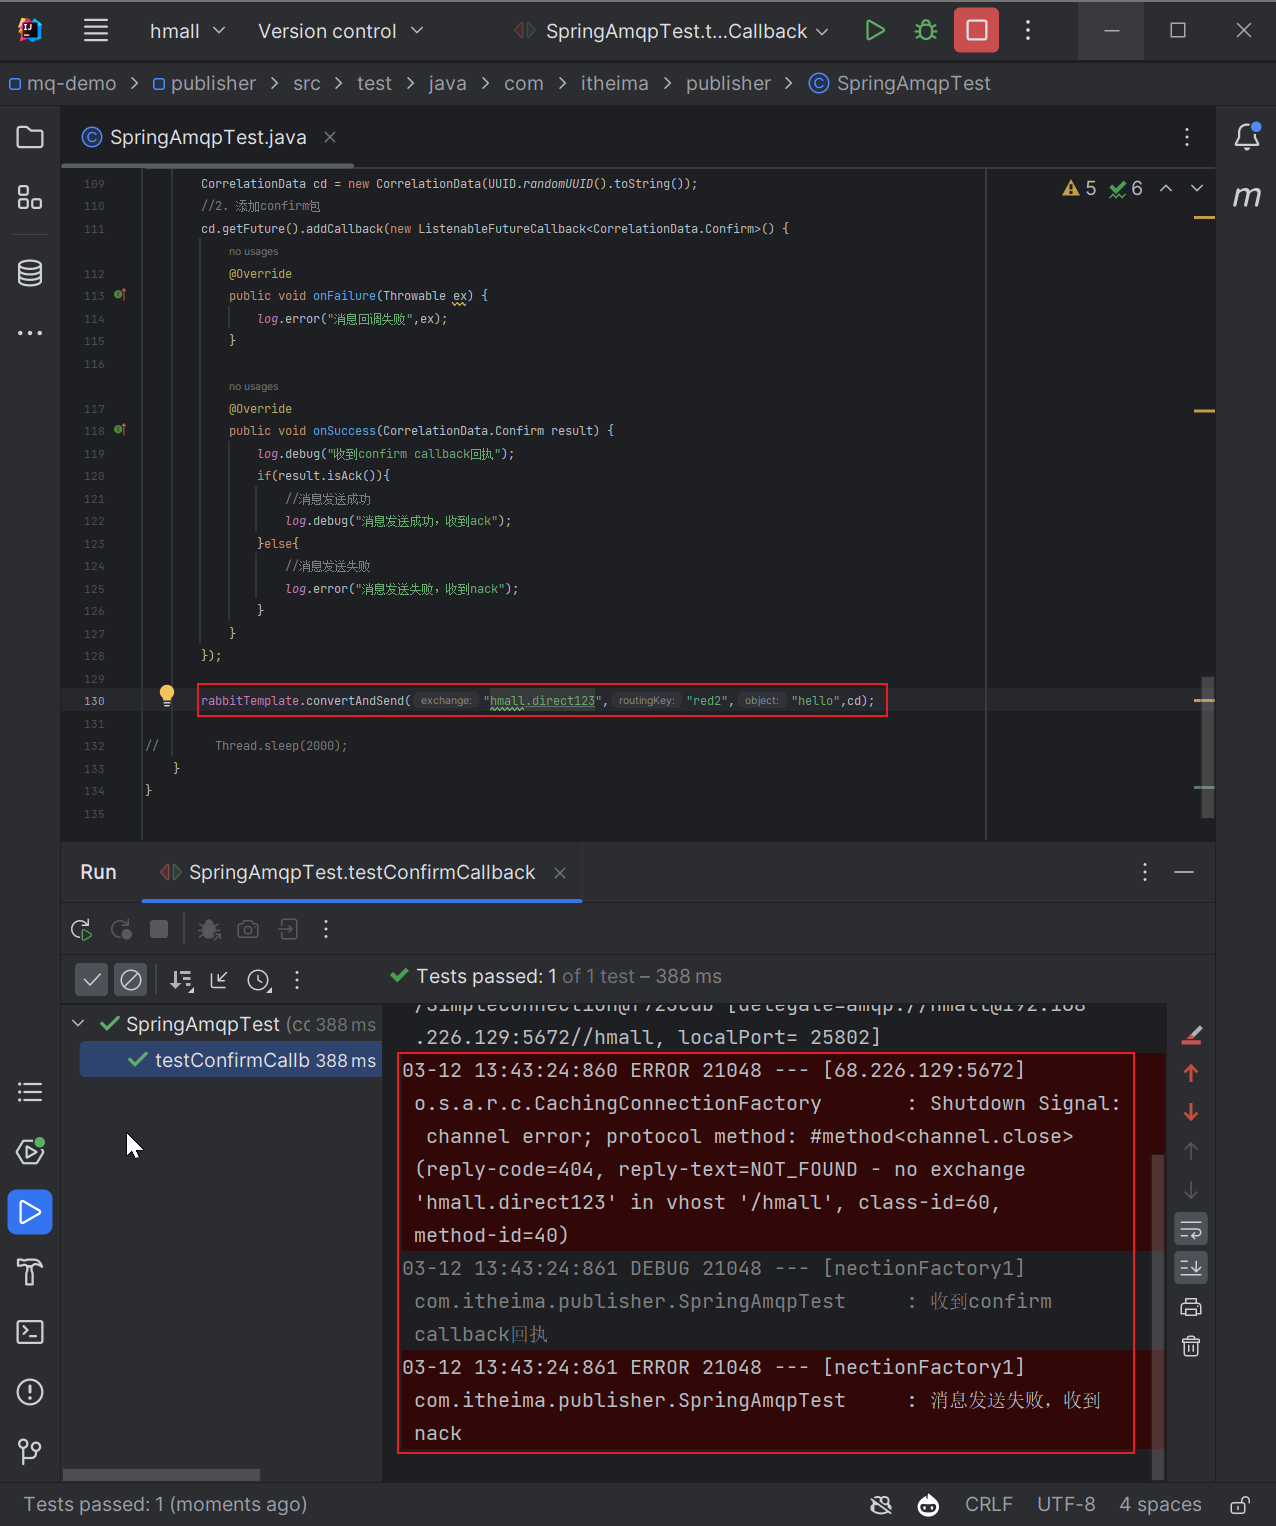 hmall
Version control
SpringAmqpTest.t...Callback
mq-demo > publisher > src > test > java > com > itheima > publisher > SpringAmqpTest
SpringAmqpTest.java
5 6
109 CorrelationData cd = new CorrelationData(UUID.randomUUID().toString());
110 //2. 添加confirm包
111 cd.getFuture().addCallback(new ListenableFutureCallback<CorrelationData.Confirm>() {
no usages
112 @Override
113 public void onFailure(Throwable ex) {
114 log.error("消息回调失败",ex);
115 }
116
no usages
117 @Override
118 public void onSuccess(CorrelationData.Confirm result) {
119 log.debug("收到confirm callback回执");
120 if(result.isAck()){
121 //消息发送成功
122 log.debug("消息发送成功，收到ack");
123 }else{
124 //消息发送失败
125 log.error("消息发送失败，收到nack");
126 }
127 }
128 });
129
130 rabbitTemplate.convertAndSend( exchange: "hmall.direct123", routingKey: "red2", object: "hello",cd);
131
132 // Thread.sleep(2000);
133 }
134 }
135
Run SpringAmqpTest.testConfirmCallback
Tests passed: 1 of 1 test – 388 ms
SpringAmqpTest (cc 388 ms
testConfirmCallb 388 ms
/SimpleConnection@1f725cdb [delegate=amqp://hmall@192.168
.226.129:5672//hmall, localPort= 25802]
03-12 13:43:24:860 ERROR 21048 --- [68.226.129:5672]
o.s.a.r.c.CachingConnectionFactory : Shutdown Signal:
channel error; protocol method: #method<channel.close>
(reply-code=404, reply-text=NOT_FOUND - no exchange
'hmall.direct123' in vhost '/hmall', class-id=60,
method-id=40)
03-12 13:43:24:861 DEBUG 21048 --- [nectionFactory1]
com.itheima.publisher.SpringAmqpTest : 收到confirm
callback回执
03-12 13:43:24:861 ERROR 21048 --- [nectionFactory1]
com.itheima.publisher.SpringAmqpTest : 消息发送失败，收到
nack
Tests passed: 1 (moments ago)
CRLF UTF-8 4 spaces